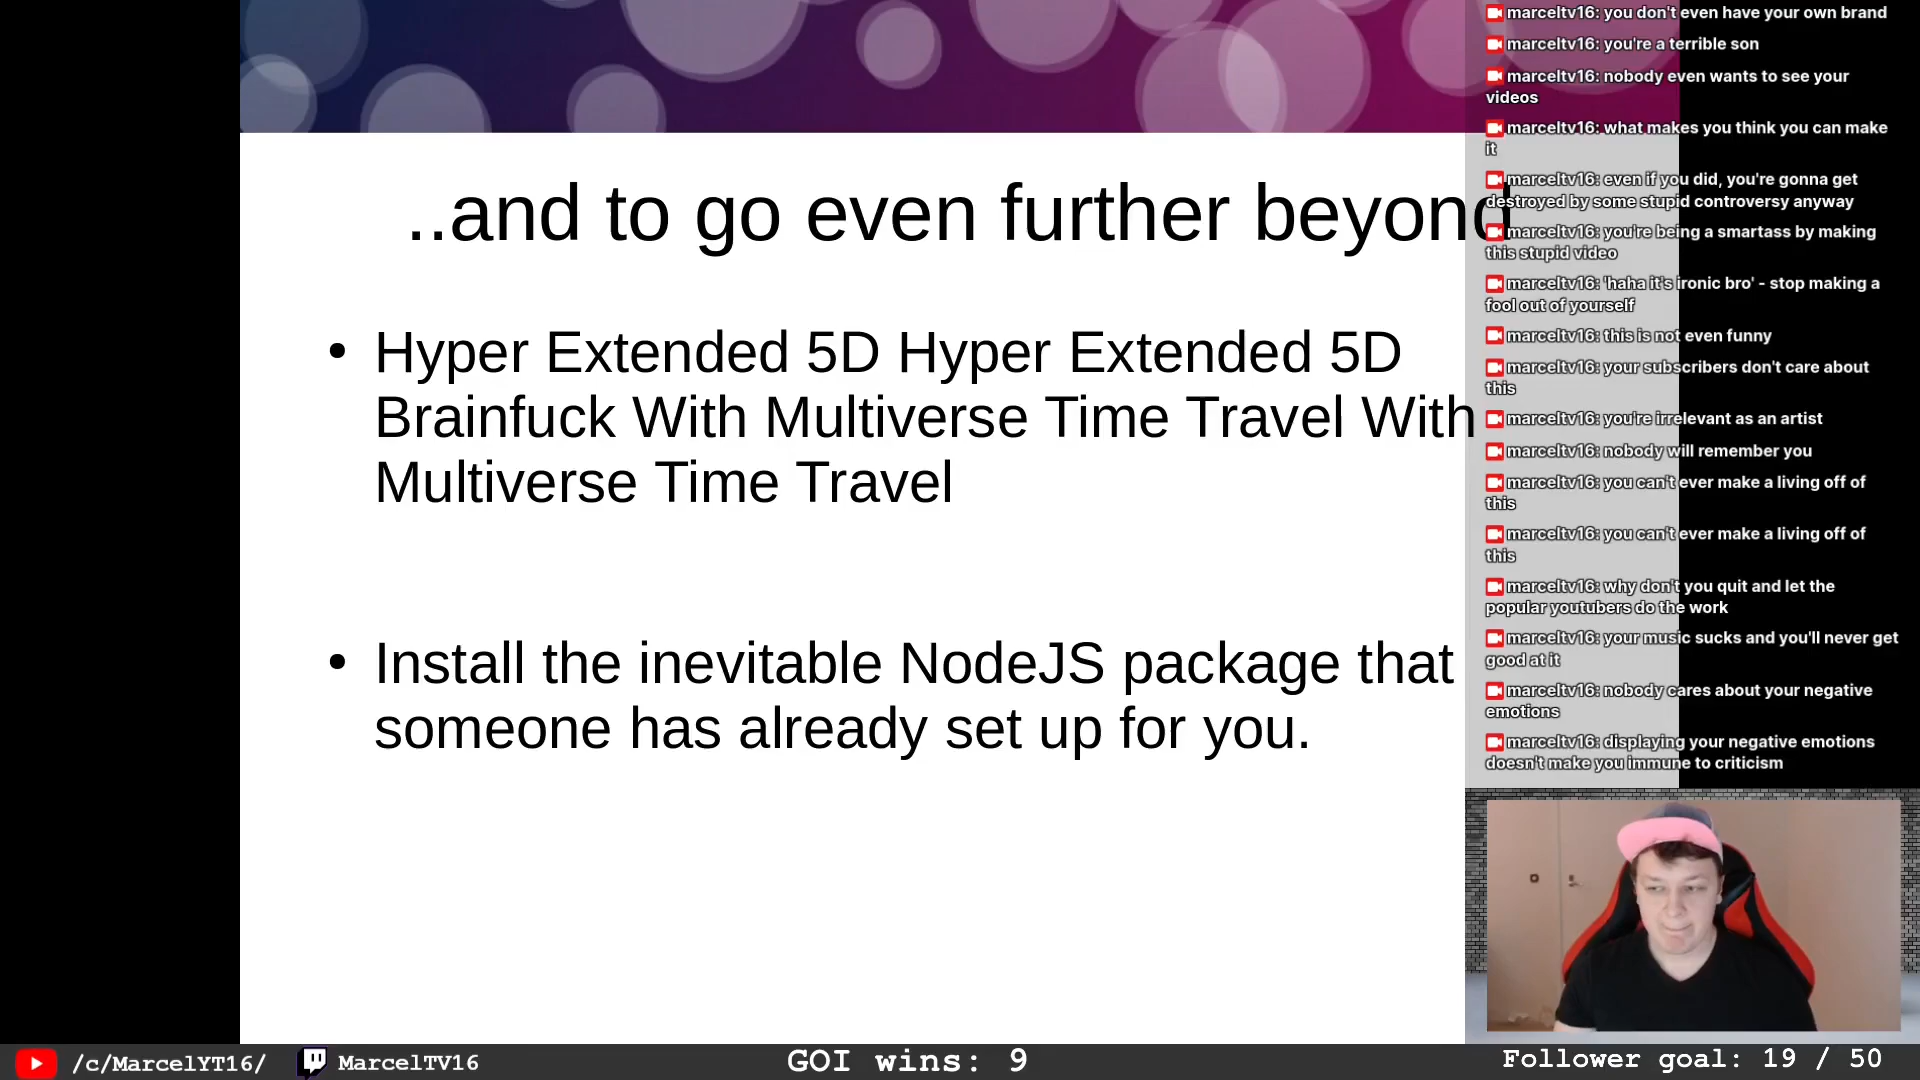 ..and to go even further beyond
• Hyper Extended 5D Hyper Extended 5D
Brainfuck With Multiverse Time Travel With
Multiverse Time Travel
• Install the inevitable NodeJS package that
someone has already set up for you.
marceltv16: you don't even have your own brand
marceltv16: you're a terrible son
marceltv16: nobody even wants to see your
videos
marceltv16: what makes you think you can make
it
marceltv16: even if you did, you're gonna get
destroyed by some stupid controversy anyway
marceltv16: you're being a smartass by making
this stupid video
marceltv16: 'haha it's ironic bro' - stop making a
fool out of yourself
marceltv16: this is not even funny
marceltv16: your subscribers don't care about
this
marceltv16: you're irrelevant as an artist
marceltv16: nobody will remember you
marceltv16: you can't ever make a living off of
this
marceltv16: you can't ever make a living off of
this
marceltv16: why don't you quit and let the
popular youtubers do the work
marceltv16: your music sucks and you'll never get
good at it
marceltv16: nobody cares about your negative
emotions
marceltv16: displaying your negative emotions
doesn't make you immune to criticism
/c/MarcelYT16/ MarcelTV16 GOI wins: 9 Follower goal: 19 / 50